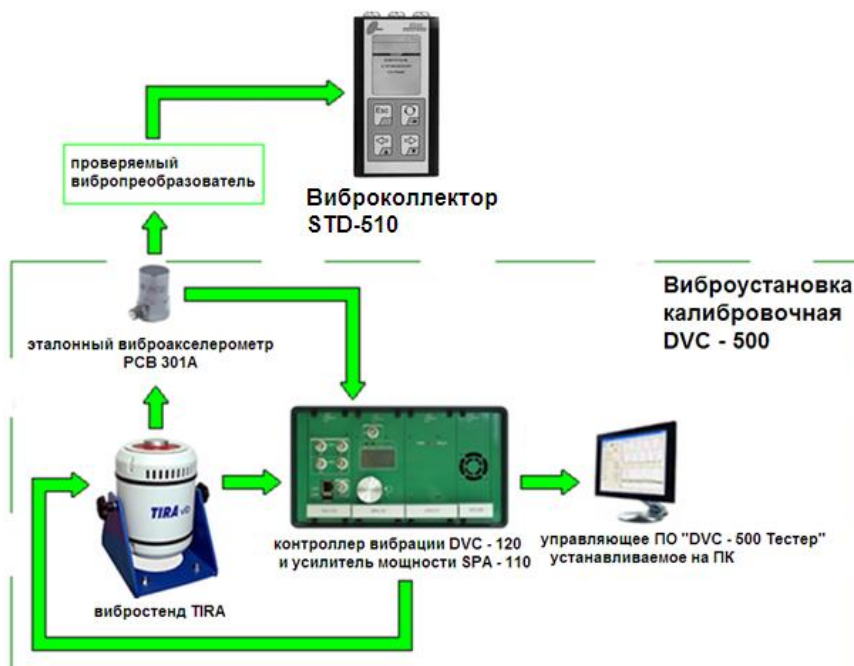 проверяемый
вибропреобразователь
Esc
Виброколлектор
STD-510
Виброустановка
калибровочная
DVC - 500
эталонный виброакселерометр
PCB 301A
TIRA
контроллер вибрации DVC - 120
и усилитель мощности SPA - 110
управляющее ПО "DVC - 500 Тестер"
устанавливаемое на ПК
вибростенд TIRA